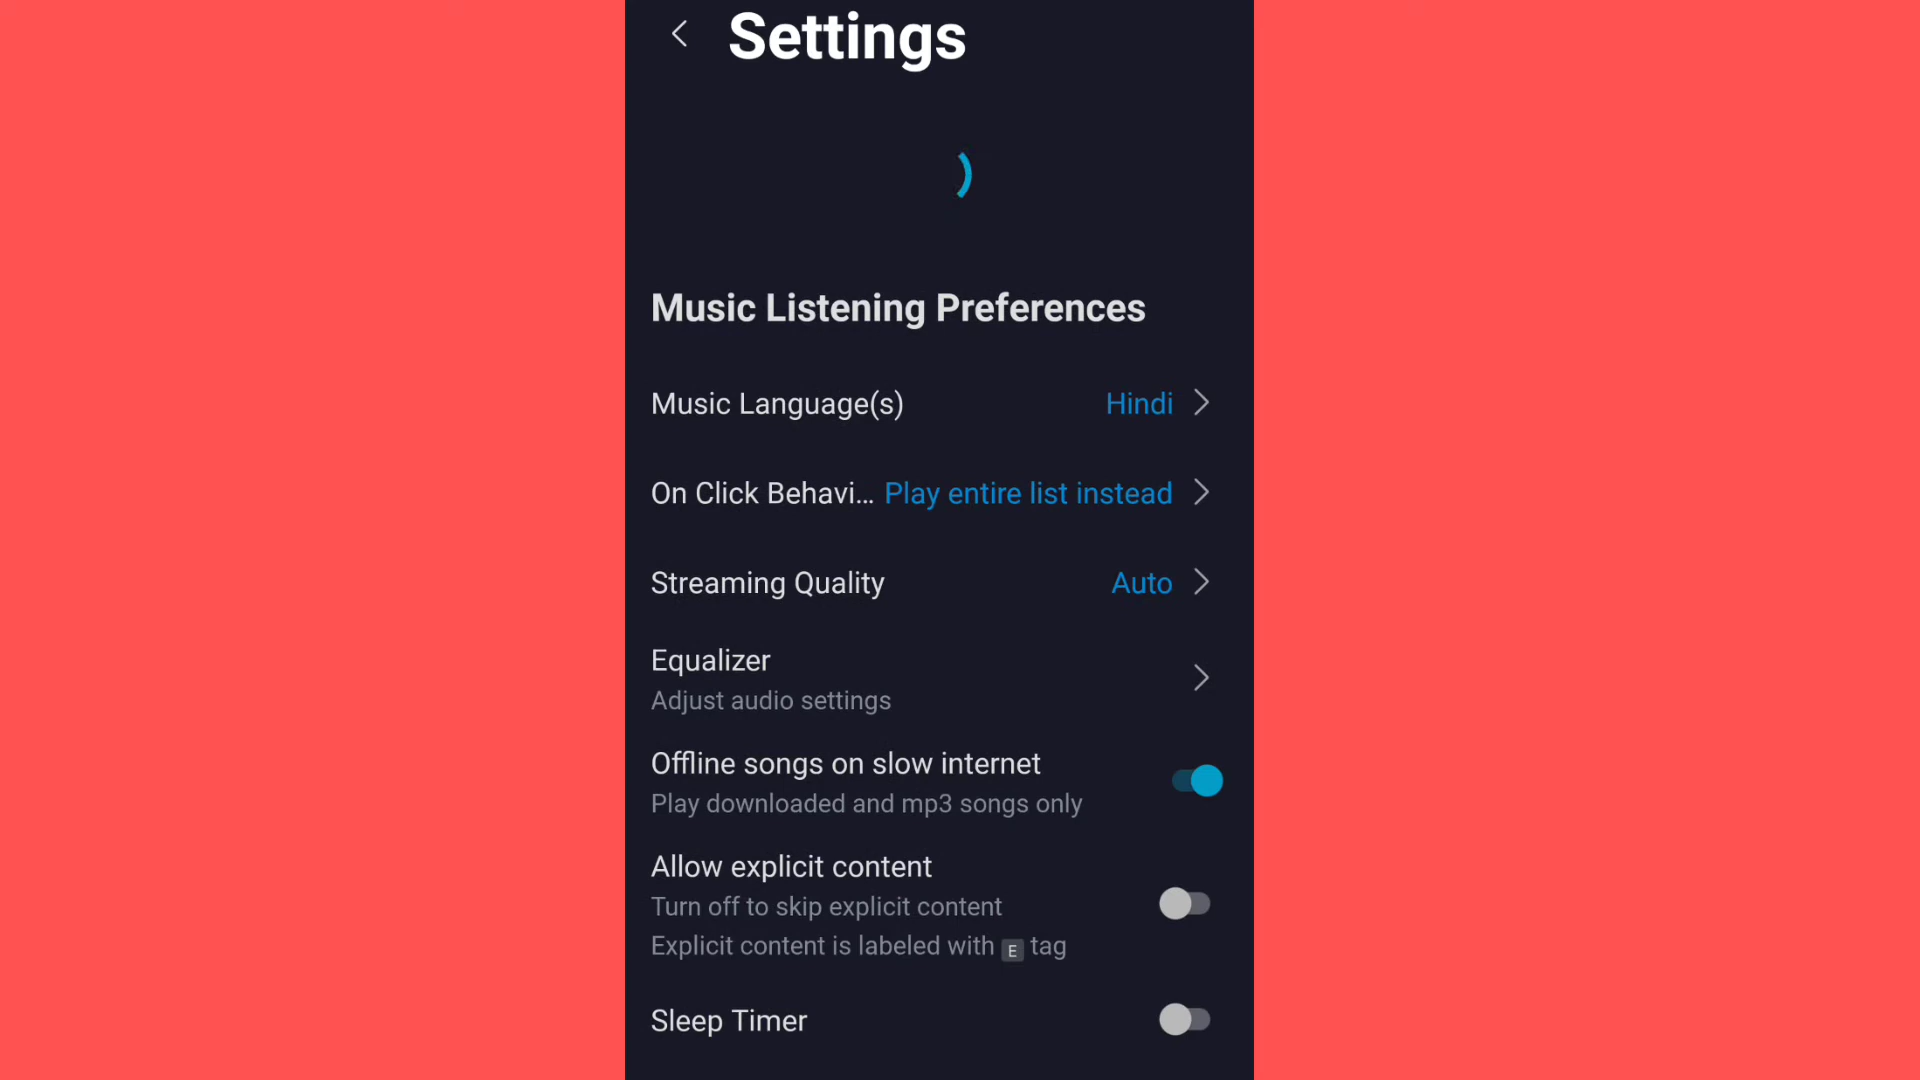 Settings
Music Listening Preferences
Music Language(s) Hindi
On Click Behavi... Play entire list instead
Streaming Quality Auto
Equalizer
Adjust audio settings
Offline songs on slow internet
Play downloaded and mp3 songs only
Allow explicit content
Turn off to skip explicit content
Explicit content is labeled with E tag
Sleep Timer